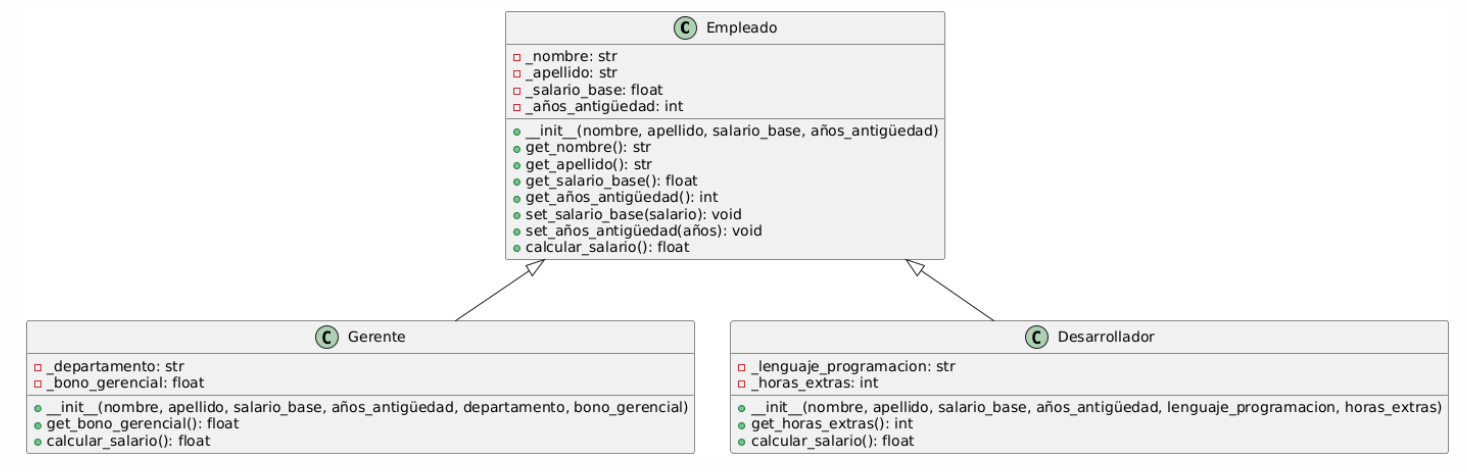 C Empleado
_nombre: str
_apellido: str
_salario_base: float
_años_antigüedad: int
__init__(nombre, apellido, salario_base, años_antigüedad)
get_nombre(): str
get_apellido(): str
get_salario_base(): float
get_años_antigüedad(): int
set_salario_base(salario): void
set_años_antigüedad(años): void
calcular_salario(): float
C Gerente
_departamento: str
_bono_gerencial: float
__init__(nombre, apellido, salario_base, años_antigüedad, departamento, bono_gerencial)
get_bono_gerencial(): float
calcular_salario(): float
C Desarrollador
_lenguaje_programacion: str
_horas_extras: int
__init__(nombre, apellido, salario_base, años_antigüedad, lenguaje_programacion, horas_extras)
get_horas_extras(): int
calcular_salario(): float